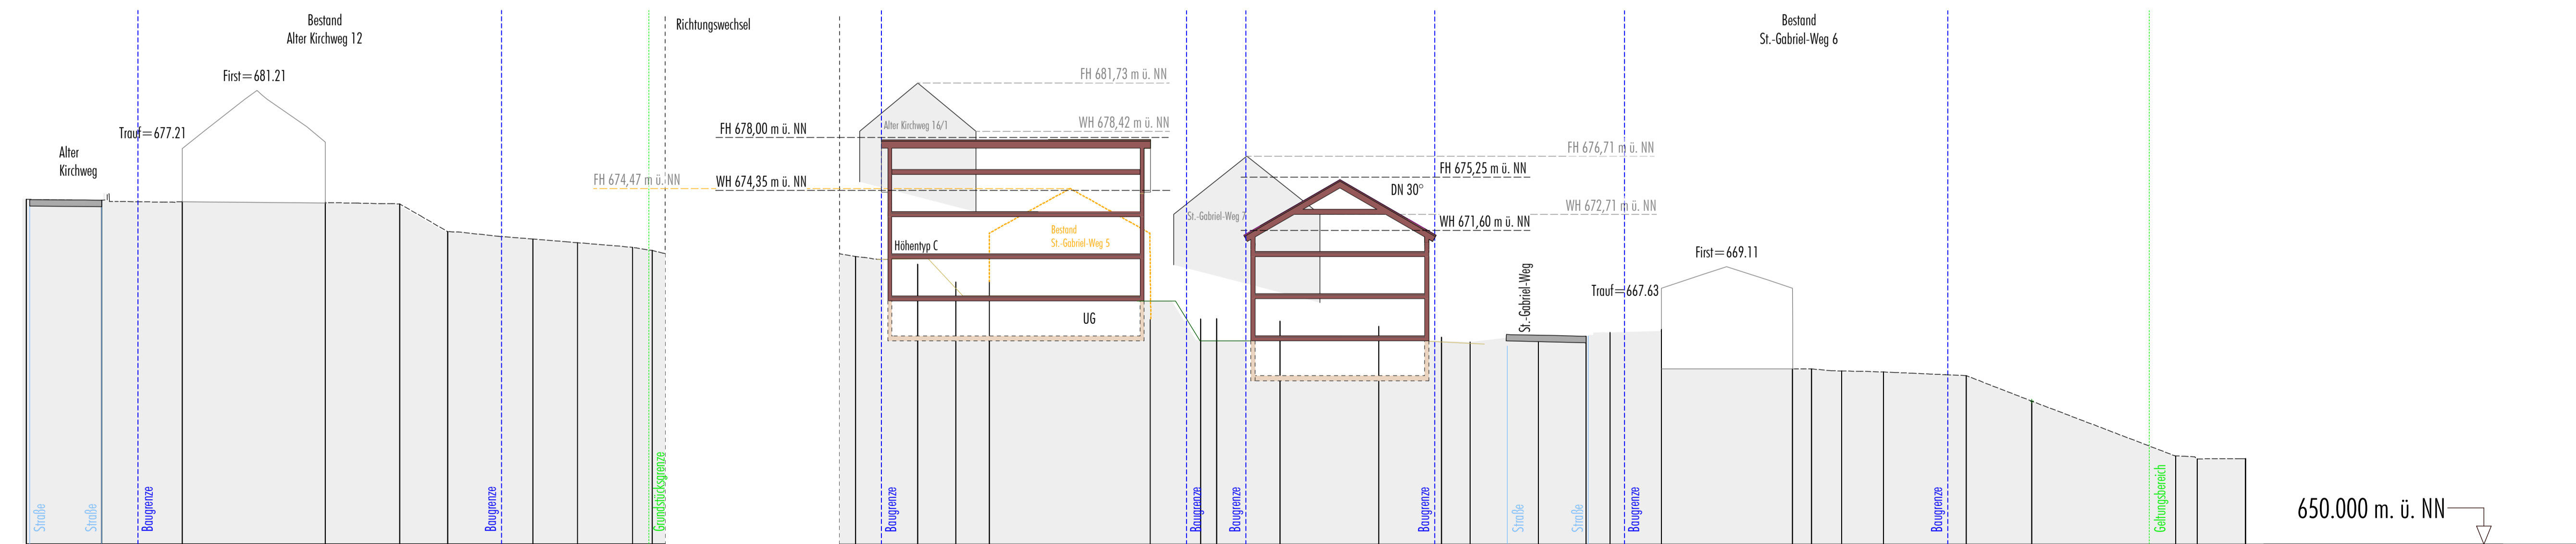 Bestand
Alter Kirchweg 12
Richtungswechsel
Bestand
St.-Gabriel-Weg 6
First=681.21
Trauf=677.21
Alter
Kirchweg
FH 681,73 m ü. NN
WH 678,42 m ü. NN
Alter Kirchweg 16/1
FH 678,00 m ü. NN
FH 674,47 m ü. NN
WH 674,35 m ü. NN
Höhentyp C
Bestand
St.-Gabriel-Weg 5
UG
FH 676,71 m ü. NN
FH 675,25 m ü. NN
DN 30°
WH 672,71 m ü. NN
St.-Gabriel-Weg 7
WH 671,60 m ü. NN
St.-Gabriel-Weg
First=669.11
Trauf=667.63
Straße
Straße
Baugrenze
Baugrenze
Grundstücksgrenze
Baugrenze
Baugrenze
Baugrenze
Baugrenze
Straße
Straße
Baugrenze
Baugrenze
Geltungsbereich
650.000 m. ü. NN